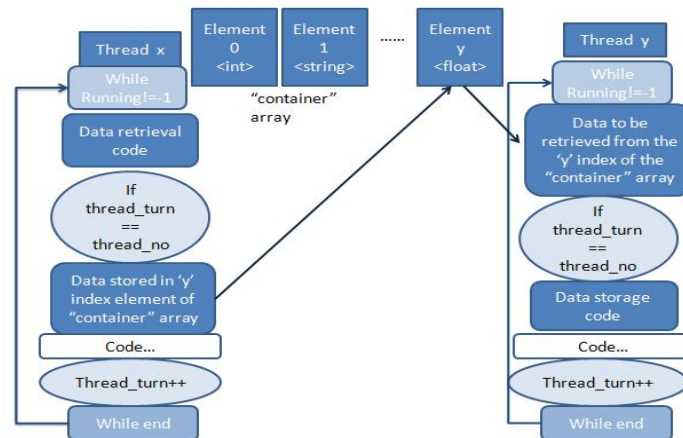 Thread x
While
Running!=-1
Data retrieval
code
If
thread_turn
==
thread_no
Data stored in ‘y’
index element of
“container” array
Code...
Thread_turn++
While end
Element
0
<int>
Element
1
<string>
......
Element
y
<float>
“container”
array
Thread y
While
Running!=-1
Data to be
retrieved from the
‘y’ index of the
“container” array
If
thread_turn
==
thread_no
Data storage
code
Code...
Thread_turn++
While end